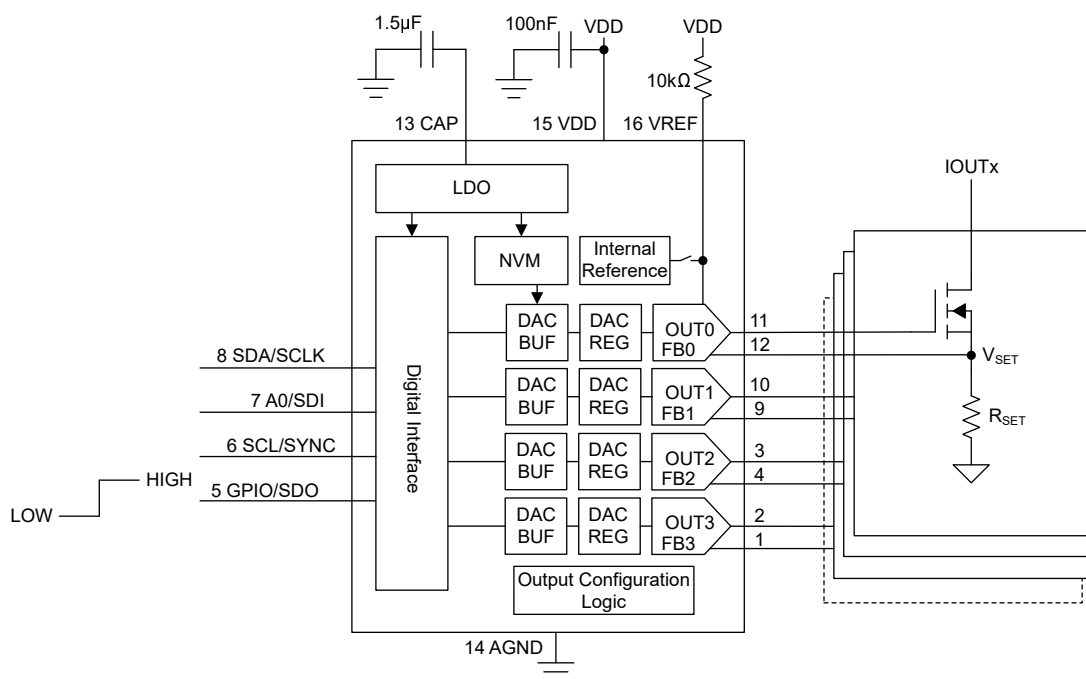 1.5µF
100nF
VDD
VDD
10kΩ
13 CAP
15 VDD
16 VREF
LDO
IOUTx
NVM
Internal
Reference
DAC
BUF
DAC
REG
OUT0
FB0
11
12
VSET
8 SDA/SCLK
Digital Interface
DAC
BUF
DAC
REG
OUT1
FB1
10
9
RSET
7 A0/SDI
6 SCL/SYNC
DAC
BUF
DAC
REG
OUT2
FB2
3
4
HIGH
5 GPIO/SDO
LOW
DAC
BUF
DAC
REG
OUT3
FB3
2
1
Output Configuration
Logic
14 AGND